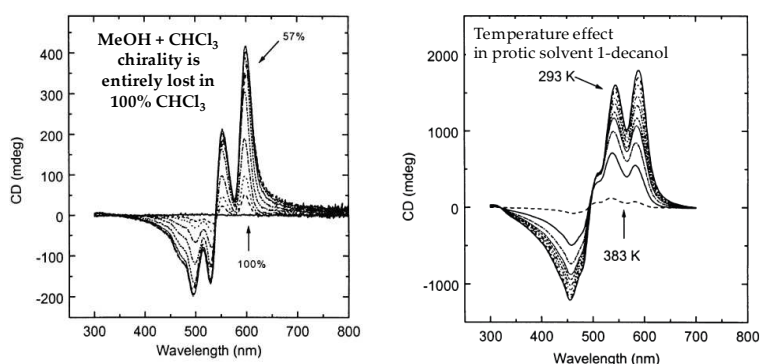 MeOH + CHCl3
chirality is
entirely lost in
100% CHCl3
57%
100%
400
300
200
100
0
-100
-200
CD (mdeg)
300 400 500 600 700 800
Wavelength (nm)
Temperature effect
in protic solvent 1-decanol
293 K
383 K
2000
1000
0
-1000
CD (mdeg)
300 400 500 600 700 800
Wavelength (nm)